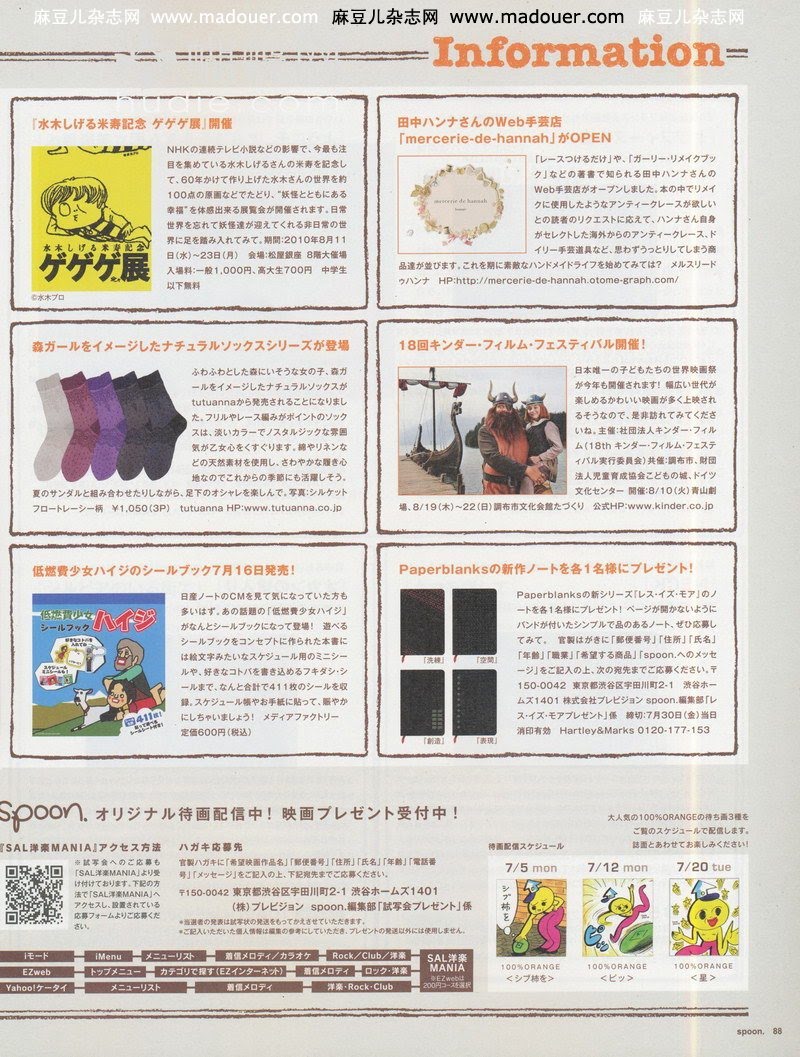 麻豆儿杂志网 www.madouer.com 麻豆儿杂志网 www.madouer.com 麻豆儿杂志网
Information
『水木しげる米寿記念 ゲゲゲ展』開催
水木しげる米寿記念
ゲゲゲ展
©水木プロ
NHKの連続テレビ小説などの影響で、今最も注
目を集めている水木しげるさんの米寿を記念し
て、60年かけて作り上げた水木さんの世界を約
100点の原画などでたどり、“妖怪とともにある
幸福”を体感出来る展覧会が開催されます。日常
世界を忘れて妖怪達が迎えてくれる非日常の世
界に足を踏み入れてみて。期間:2010年8月11
日(水)~23日(月) 会場:松屋銀座 8階大催場
入場料:一般1,000円、高大生700円 中学生
以下無料
田中ハンナさんのWeb手芸店
「mercerie-de-hannah」がOPEN
mercerie de hannah
「レースつけるだけ」や、「ガーリー・リメイクブッ
ク」などの著書で知られる田中ハンナさんの
Web手芸店がオープンしました。本の中でリメイ
クに使用したようなアンティークレースが欲しい
との読者のリクエストに応えて、ハンナさん自身
がセレクトした海外からのアンティークレース、ド
イリー手芸道具など、思わずうっとりしてしまう商
品達が並びます。これを期に素敵なハンドメイドライフを始めてみては? メルスリード
ゥハンナ HP:http://mercerie-de-hannah.otome-graph.com/
森ガールをイメージしたナチュラルソックスシリーズが登場
ふわふわとした森にいそうな女の子、森ガ
ールをイメージしたナチュラルソックスが
tutuannaから発売されることになりまし
た。フリルやレース編みがポイントのソック
スは、淡いカラーでノスタルジックな雰囲
気が乙女心をくすぐります。綿やリネンな
どの天然素材を使用し、さわやかな履き心
地なのでこれからの季節にも活躍しそう。
夏のサンダルと組み合わせたりしながら、足下のオシャレを楽しんで。写真:シルケット
フロートレーシー柄 ¥1,050(3P) tutuanna HP:www.tutuanna.co.jp
18回キンダー・フィルム・フェスティバル開催!
日本唯一の子どもたちの世界映画祭
が今年も開催されます! 幅広い世代が
楽しめるかわいい映画が多く上映され
るそうなので、是非訪れてみてくださ
いね。主催:社団法人キンダー・フィル
ム(18th キンダー・フィルム・フェステ
ィバル実行委員会) 共催:調布市、財団
法人児童育成協会こどもの城、ドイツ
文化センター 開催:8/10(火)青山劇
場、8/19(木)~22(日)調布市文化会館たづくり 公式HP:www.kinder.co.jp
低燃費少女ハイジのシールブック7月16日発売!
低燃費少女
シールブック
ハイジ
411枚!
日産ノートのCMを見て気になっていた方も
多いはず。あの話題の「低燃費少女ハイジ」
がなんとシールブックになって登場! 遊べる
シールブックをコンセプトに作られた本書に
は絵文字みたいなスケジュール用のミニシー
ルや、好きなコトバを書き込めるフキダシ・シ
ールまで、なんと合計で411枚のシールを収
録。スケジュール帳やお手紙に貼って、賑やか
にしちゃいましょう! メディアファクトリー
定価600円(税込)
Paperblanksの新作ノートを各1名様にプレゼント!
「洗練」
「空間」
「創造」
「表現」
Paperblanksの新シリーズ「レス・イズ・モア」のノ
ートを各1名様にプレゼント! ページが開かないように
バンドが付いたシンプルで品のあるノート、ぜひ応募し
てみて。 官製はがきに「郵便番号」「住所」「氏名」
「年齢」「職業」「希望する商品」「spoon.へのメッセ
ージ」をご記入の上、次の宛先までご応募ください。〒
150-0042 東京都渋谷区宇田川町2-1 渋谷ホー
ムズ1401 株式会社プレビジョン spoon.編集部「レ
ス・イズ・モアプレゼント」係 締切:7月30日(金)当日
消印有効 Hartley&Marks 0120-177-153
spoon. オリジナル待画配信中! 映画プレゼント受付中!
『SAL洋楽MANIA』アクセス方法
※試写会へのご応募も
「SAL洋楽MANIA」より受
け付けております。下記の方
法で「SAL洋楽MANIA」へ
アクセスし、設置されている
応募フォームよりご応募くだ
さい。
ハガキ応募先
官製ハガキに「希望映画作品名」「郵便番号」「住所」「氏名」「年齢」「電話番
号」「メッセージ」をご記入の上、下記宛先までご応募ください。
〒150-0042 東京都渋谷区宇田川町2-1 渋谷ホームズ1401
(株)プレビジョン spoon.編集部「試写会プレゼント」係
※当選者の発表は試写状の発送をもってかえさせていただきます。
※ご記入いただいた個人情報は編集の参考にしていただき、プレゼントの発送以外には使用しません。
iモード iMenu メニューリスト 着信メロディ/カラオケ Rock/Club/洋楽
EZweb トップメニュー カテゴリで探す(EZインターネット) 着信メロディ ロック・洋楽
Yahoo!ケータイ メニューリスト 着信メロディ 洋楽・Rock・Club
SAL洋楽
MANIA
※EZwebは
200円コースを選択
大人気の100%ORANGEの待ち画3種を
ご覧のスケジュールで配信します。
誌面とあわせてお楽しみください!
待画配信スケジュール
7/5 mon 7/12 mon 7/20 tue
シブ柿を
ピッ
100%ORANGE 100%ORANGE 100%ORANGE
<シブ柿を> <ピッ> <星>
spoon. 88